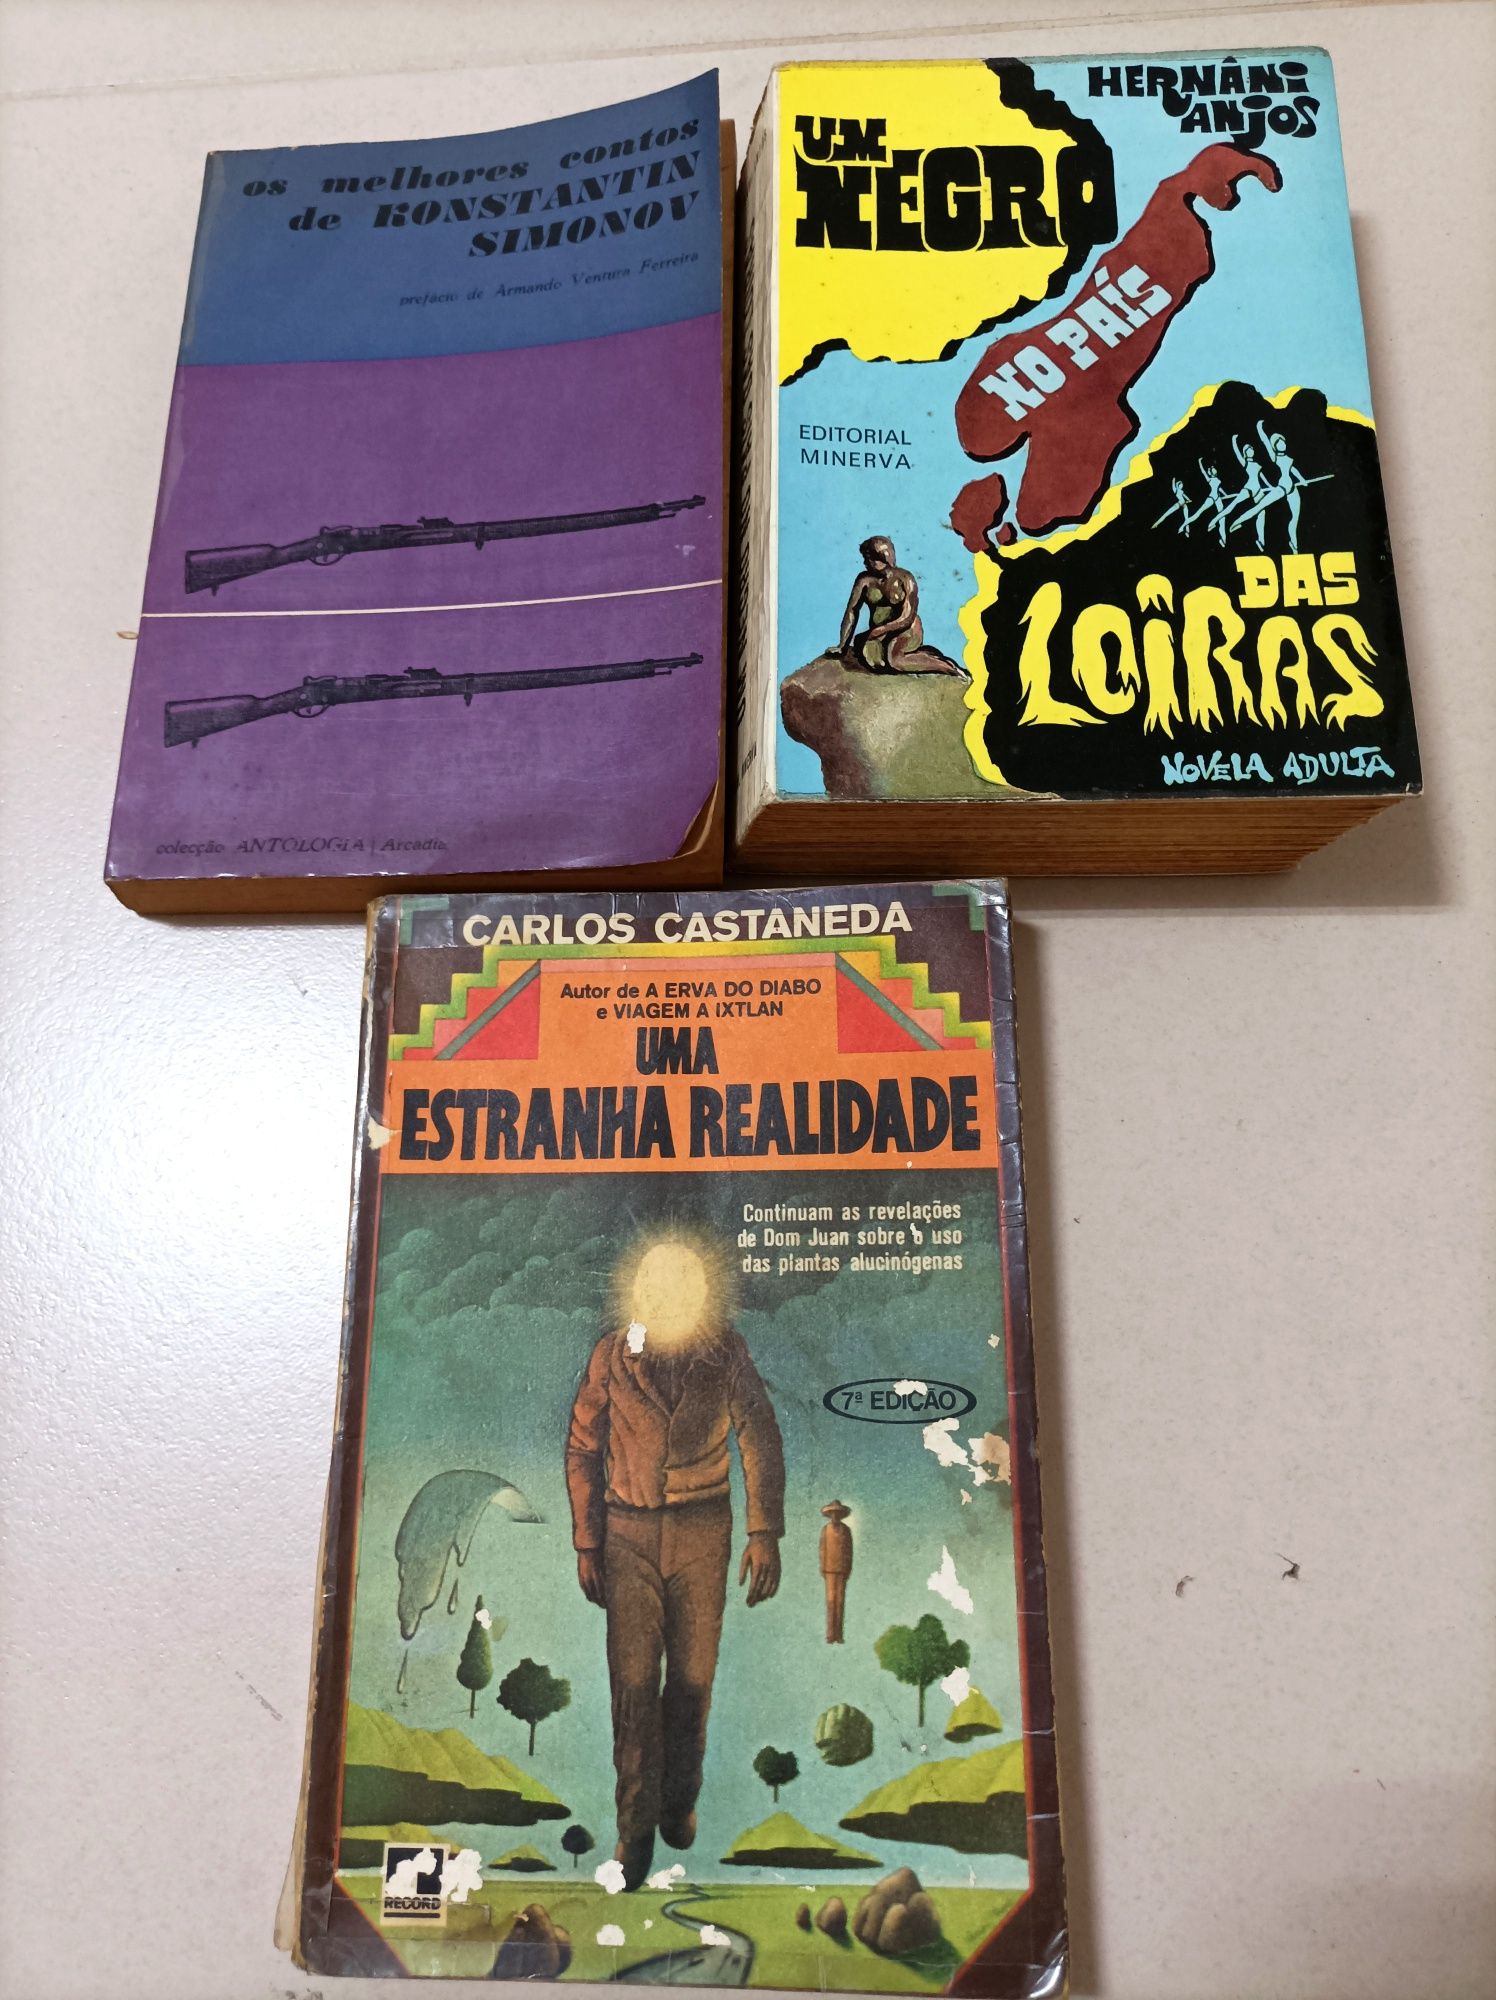 os melhores contos
de KONSTANTIN
SIMONOV
prefácio de Armando Ventura Ferreira
colecção ANTOLOGIA | Arcádia
HERNÂNI
ANJOS
UM
NEGRO
NO PAÍS
EDITORIAL
MINERVA
DAS
LOIRAS
NOVELA ADULTA
CARLOS CASTANEDA
Autor de A ERVA DO DIABO
e VIAGEM A IXTLAN
UMA
ESTRANHA REALIDADE
Continuam as revelações
de Dom Juan sobre o uso
das plantas alucinógenas
7ª EDIÇÃO
RECORD